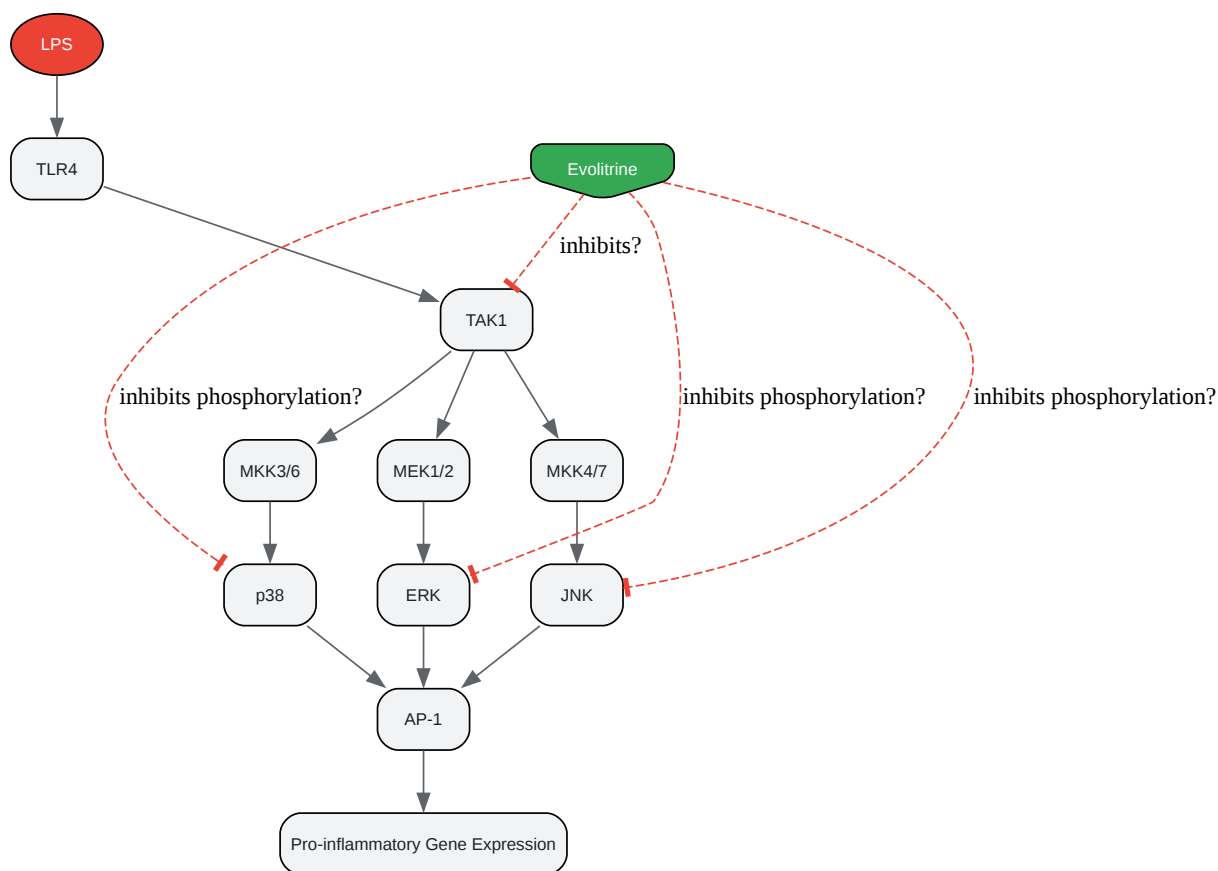 LPS
TLR4
Evolitrine
inhibits?
TAK1
inhibits phosphorylation?
inhibits phosphorylation?
inhibits phosphorylation?
MKK3/6
MEK1/2
MKK4/7
p38
ERK
JNK
AP-1
Pro-inflammatory Gene Expression